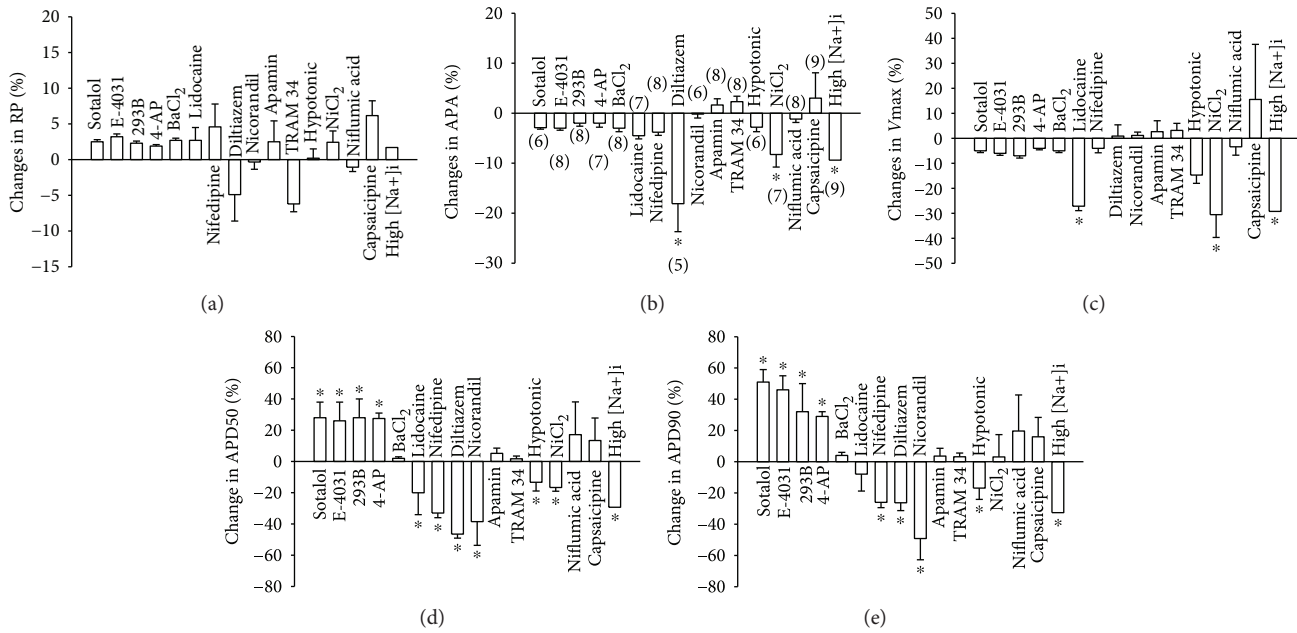 20
15
10
5
0
−5
−10
−15
Changes in RP (%)
Sotalol
E-4031
293B
4-AP
BaCl2
Lidocaine
Nifedipine
Diltiazem
Nicorandil
Apamin
TRAM 34
Hypotonic
NiCl2
Niflumic acid
Capsaicipine
High [Na+]i
(a)
20
10
0
−10
−20
−30
Changes in APA (%)
Sotalol
E-4031
293B
4-AP
BaCl2
Lidocaine
Nifedipine
Diltiazem
Nicorandil
Apamin
TRAM 34
Hypotonic
NiCl2
Niflumic acid
Capsaicipine
High [Na+]i
(6)
(8)
(8)
(7)
(8)
(7)
(8)
*
(5)
(6)
(8)
(8)
(6)
*
(7)
(8)
(9)
*
(9)
(b)
50
40
30
20
10
0
−10
−20
−30
−40
−50
Changes in Vmax (%)
Sotalol
E-4031
293B
4-AP
BaCl2
Lidocaine
Nifedipine
Diltiazem
Nicorandil
Apamin
TRAM 34
Hypotonic
NiCl2
Niflumic acid
Capsaicipine
High [Na+]i
*
*
*
(c)
80
60
40
20
0
−20
−40
−60
−80
Change in APD50 (%)
* * * *
Sotalol
E-4031
293B
4-AP
BaCl2
Lidocaine
Nifedipine
Diltiazem
Nicorandil
Apamin
TRAM 34
Hypotonic
NiCl2
Niflumic acid
Capsaicipine
High [Na+]i
* * * * * * *
(d)
80
60
40
20
0
−20
−40
−60
−80
Change in APD90 (%)
* * * *
Sotalol
E-4031
293B
4-AP
BaCl2
Lidocaine
Nifedipine
Diltiazem
Nicorandil
Apamin
TRAM 34
Hypotonic
NiCl2
Niflumic acid
Capsaicipine
High [Na+]i
* * * * *
(e)